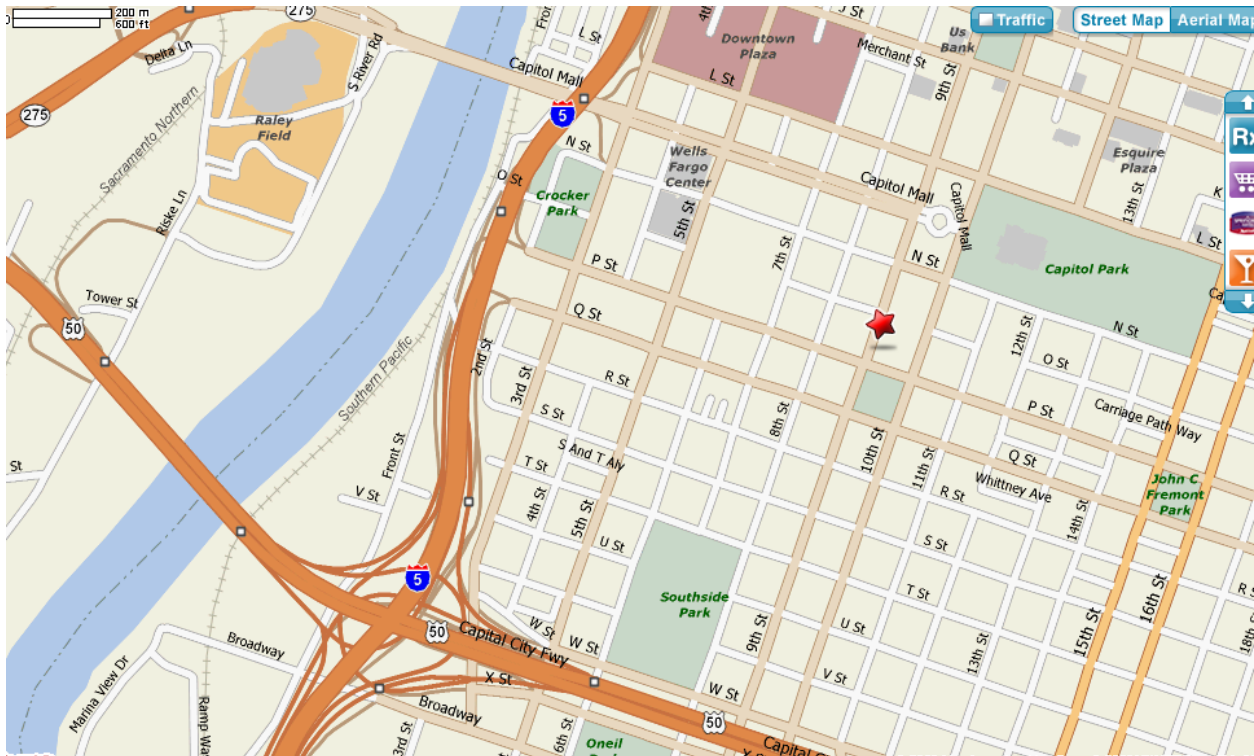 200 m
600 ft
275
Front
L St
4th
J St
Traffic
Street Map
Aerial Map
Delta Ln
S River Rd
Capitol Mall
Downtown
Plaza
L St
Merchant St
Us
Bank
9th St
275
Sacramento Northern
Raley
Field
5
N St
O St
Crocker
Park
Wells
Fargo
Center
5th St
Capitol Mall
Capitol Mall
Esquire
Plaza
13th St
K
L St
Rx
Riske Ln
P St
7th St
N St
Capitol Park
Tower St
50
Q St
2nd St
3rd St
Southern Pacific
N St
12th St
O St
R St
S St
8th St
P St
Carriage Path Way
St
Front St
V St
T St
S And T Aly
4th St
5th St
10th St
11th St
Q St
Whittney Ave
R St
14th St
John C
Fremont
Park
U St
S St
5
Southside
Park
T St
15th St
16th St
R S
18th
50
Capital City Fwy
W St
W St
9th St
U St
13th St
Broadway
Marina View Dr
X St
V St
W St
Ramp Wa
Broadway
3rd St
6th St
Oneil
50
Capital C